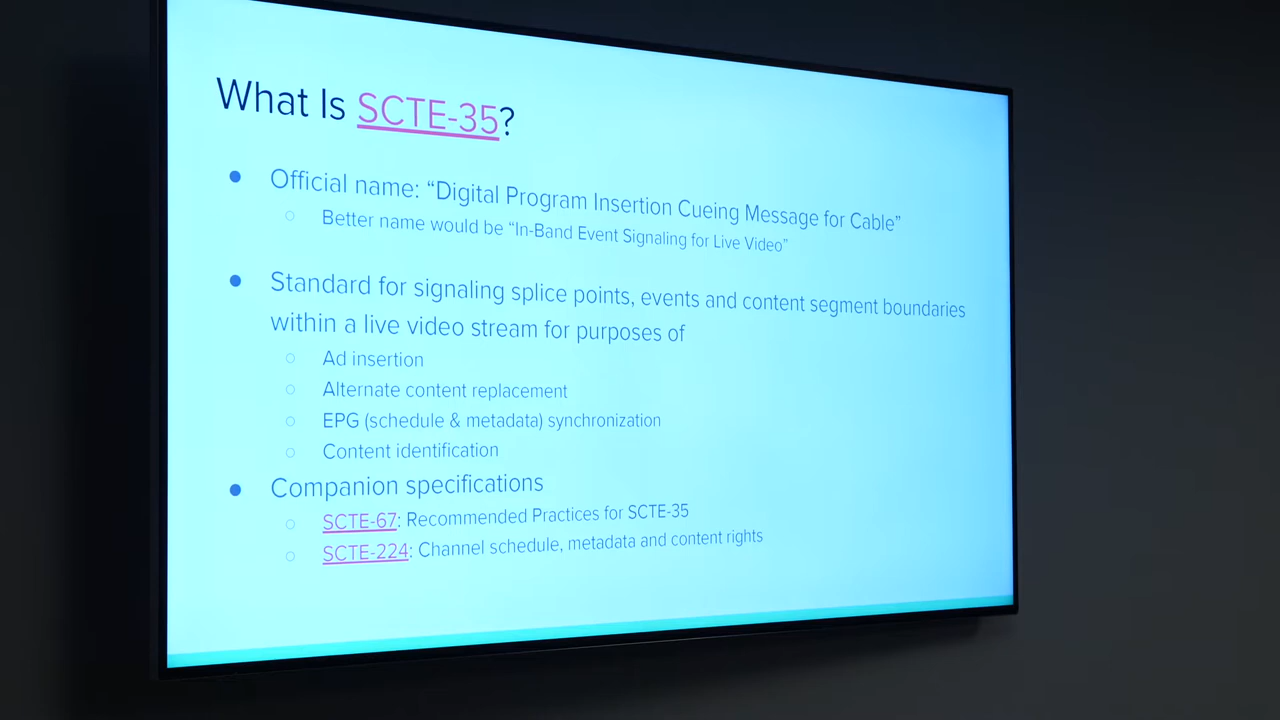 What Is SCTE-35?
● Official name: “Digital Program Insertion Cueing Message for Cable”
○ Better name would be “In-Band Event Signaling for Live Video”
● Standard for signaling splice points, events and content segment boundaries
within a live video stream for purposes of
○ Ad insertion
○ Alternate content replacement
○ EPG (schedule & metadata) synchronization
○ Content identification
● Companion specifications
○ SCTE-67: Recommended Practices for SCTE-35
○ SCTE-224: Channel schedule, metadata and content rights